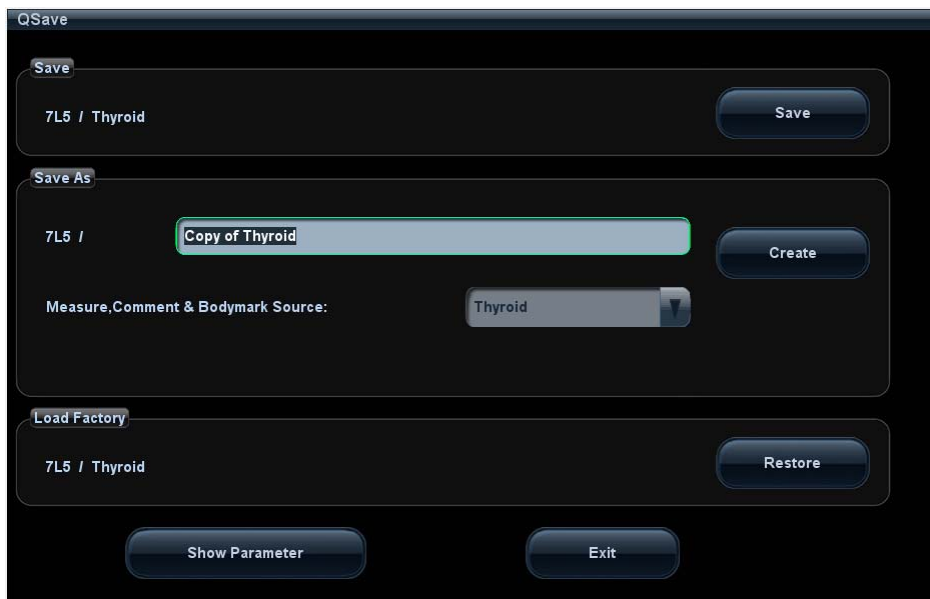 QSave
Save
7L5 / Thyroid
Save
Save As
7L5 /
Copy of Thyroid
Create
Measure,Comment & Bodymark Source:
Thyroid
Load Factory
7L5 / Thyroid
Restore
Show Parameter
Exit